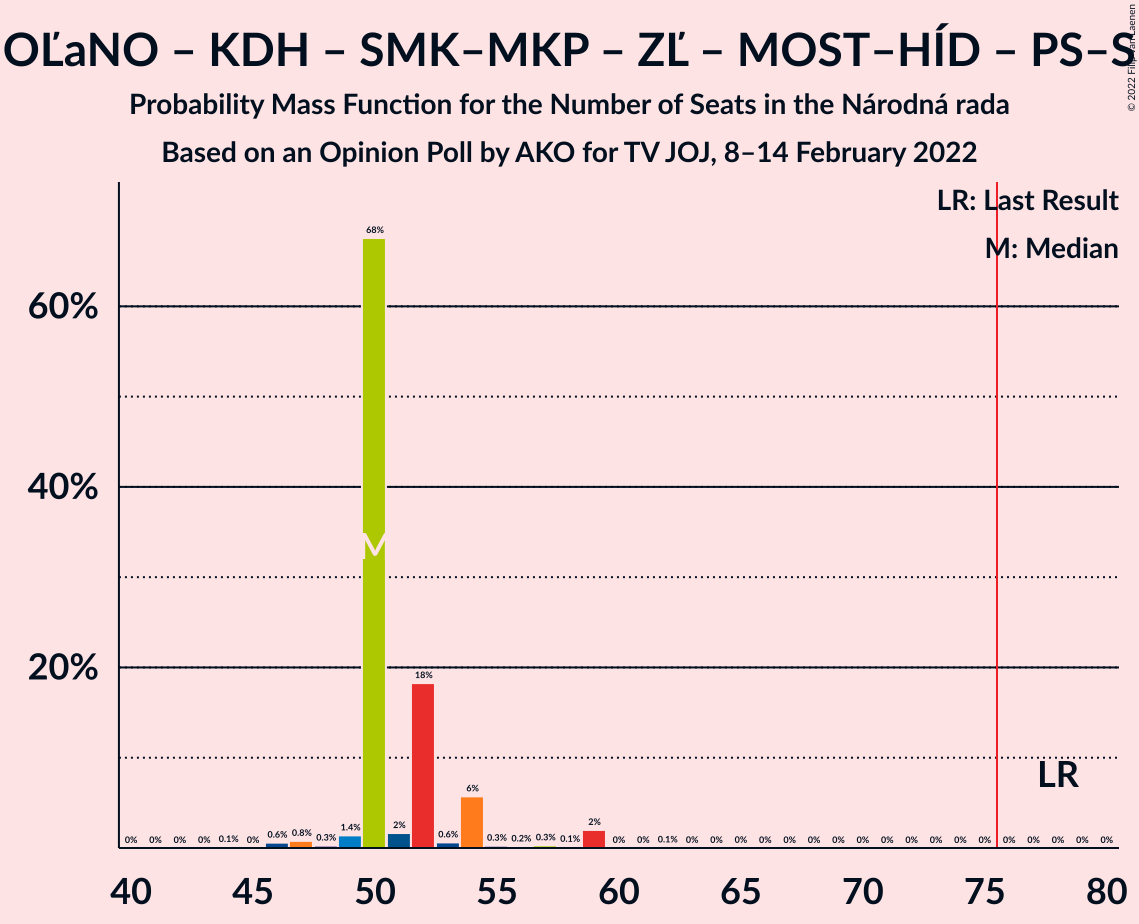 OĽaNO – KDH – SMK–MKP – ZĽ – MOST–HÍD – PS–S
Probability Mass Function for the Number of Seats in the Národná rada
Based on an Opinion Poll by AKO for TV JOJ, 8–14 February 2022
© 2022 Filip van Laenen
LR: Last Result
M: Median
60%
40%
20%
68%
M
18%
LR
6%
0% 0% 0% 0% 0.1% 0% 0.6% 0.8% 0.3% 1.4% 2% 0.6% 0.3% 0.2% 0.3% 0.1% 2% 0% 0% 0.1% 0% 0% 0% 0% 0% 0% 0% 0% 0% 0% 0% 0% 0% 0% 0% 0% 0% 0%
40 45 50 55 60 65 70 75 80